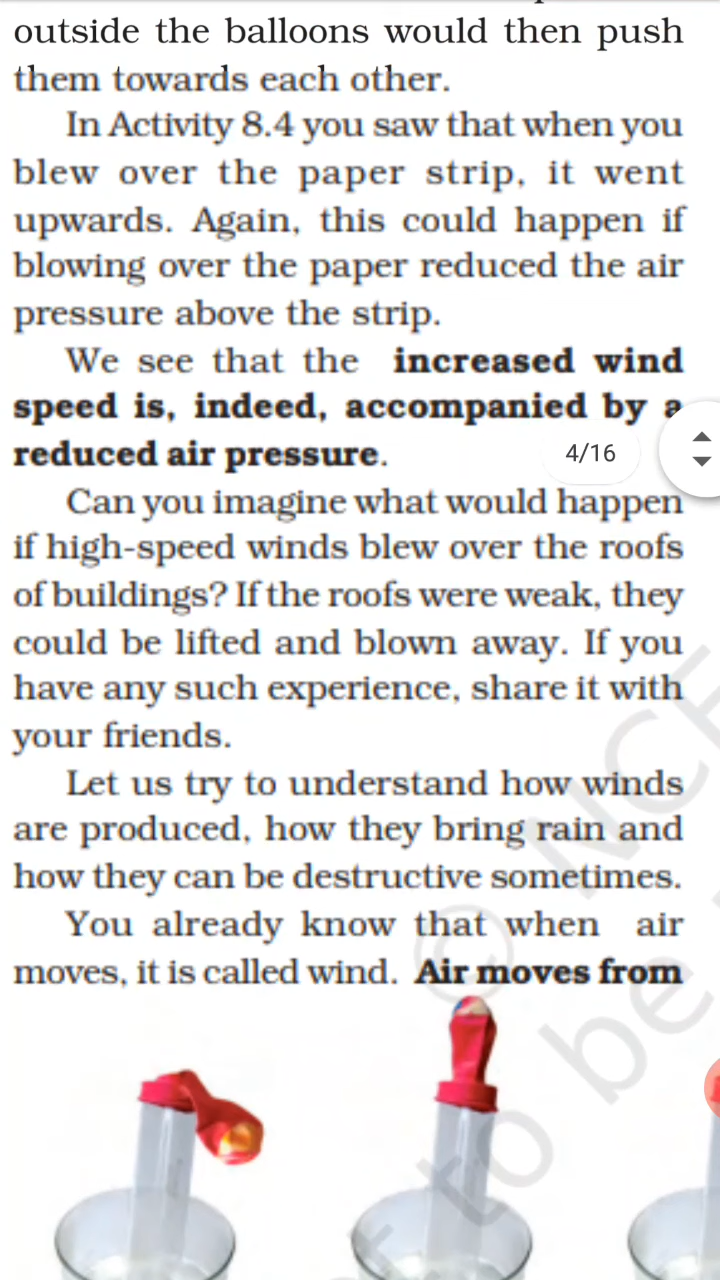 outside the balloons would then push
them towards each other.
In Activity 8.4 you saw that when you
blew over the paper strip, it went
upwards. Again, this could happen if
blowing over the paper reduced the air
pressure above the strip.
We see that the increased wind
speed is, indeed, accompanied by a
reduced air pressure.
4/16
Can you imagine what would happen
if high-speed winds blew over the roofs
of buildings? If the roofs were weak, they
could be lifted and blown away. If you
have any such experience, share it with
your friends.
Let us try to understand how winds
are produced, how they bring rain and
how they can be destructive sometimes.
You already know that when air
moves, it is called wind. Air moves from
© NCE
to be